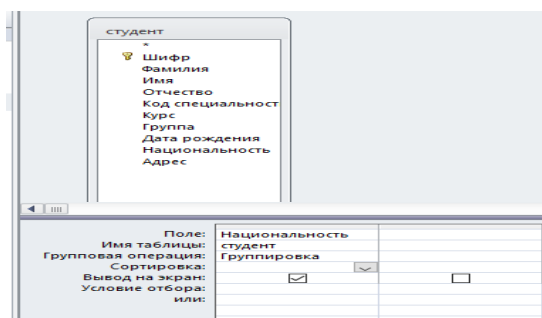 студент
*
Шифр
Фамилия
Имя
Отчество
Код специальност
Курс
Группа
Дата рождения
Национальность
Адрес
Поле: Национальность
Имя таблицы: студент
Групповая операция: Группировка
Сортировка:
Вывод на экран:
Условие отбора:
или: